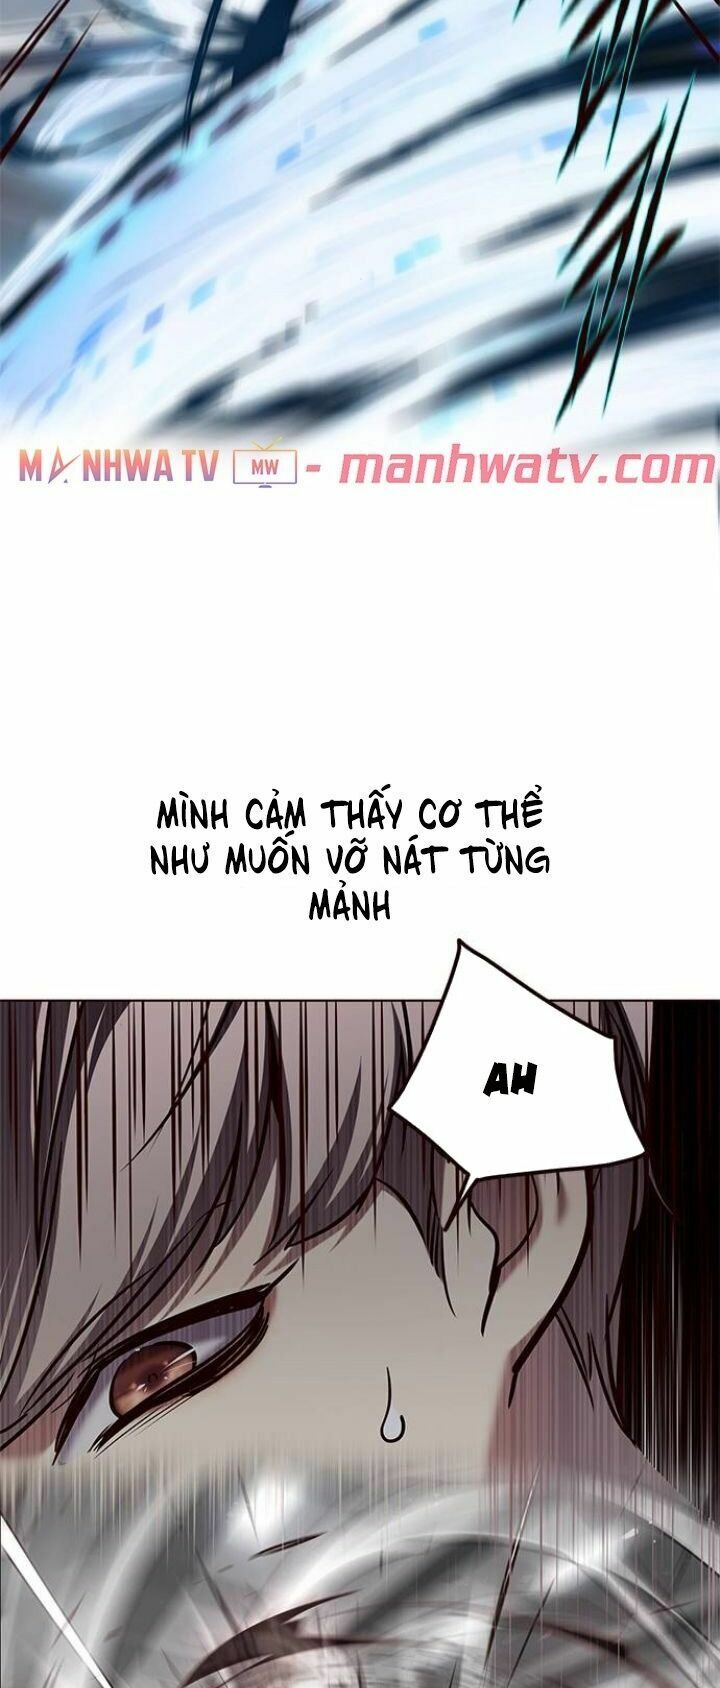 MANHWA TV MW - manhwatv.com
MÌNH CẢM THẤY CƠ THỂ
NHƯ MUỐN VỠ NÁT TỪNG
MẢNH
AH